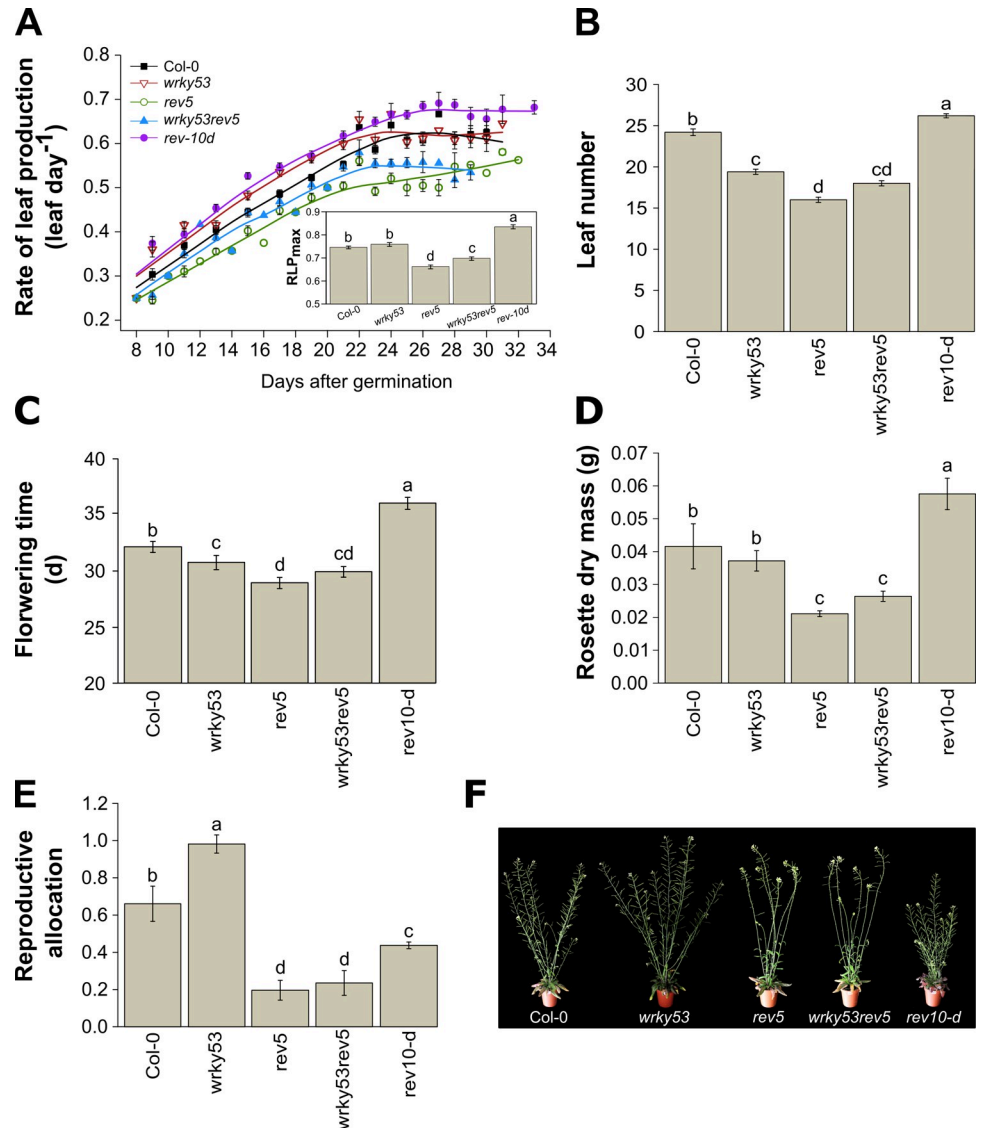 A
Rate of leaf production
(leaf day⁻¹)
0.8
0.7
0.6
0.5
0.4
0.3
0.2
Col-0
wrky53
rev5
wrky53rev5
rev-10d
RLPmax
0.9
0.8
0.7
0.6
0.5
b
b
d
c
a
Col-0
wrky53
rev5
wrky53rev5
rev-10d
8 10 12 14 16 18 20 22 24 26 28 30 32 34
Days after germination
B
Leaf number
30
25
20
15
10
5
0
b
c
d
cd
a
Col-0
wrky53
rev5
wrky53rev5
rev10-d
C
Florwering time
(d)
40
35
30
25
20
b
c
d
cd
a
Col-0
wrky53
rev5
wrky53rev5
rev10-d
D
Rosette dry mass (g)
0.07
0.06
0.05
0.04
0.03
0.02
0.01
0.00
b
b
c
c
a
Col-0
wrky53
rev5
wrky53rev5
rev10-d
E
Reproductive
allocation
1.2
1.0
0.8
0.6
0.4
0.2
0.0
b
a
d
d
c
Col-0
wrky53
rev5
wrky53rev5
rev10-d
F
Col-0 wrky53 rev5 wrky53rev5 rev10-d